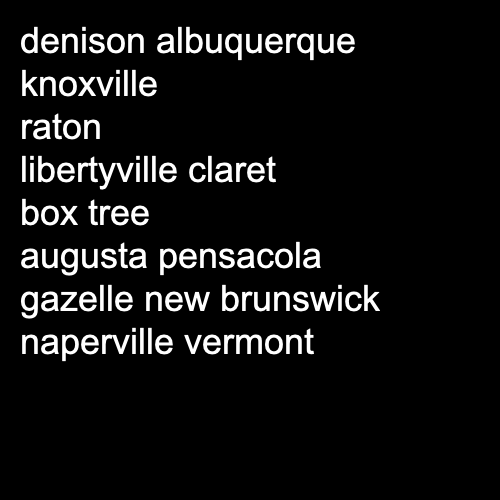 denison albuquerque
knoxville
raton
libertyville claret
box tree
augusta pensacola
gazelle new brunswick
naperville vermont